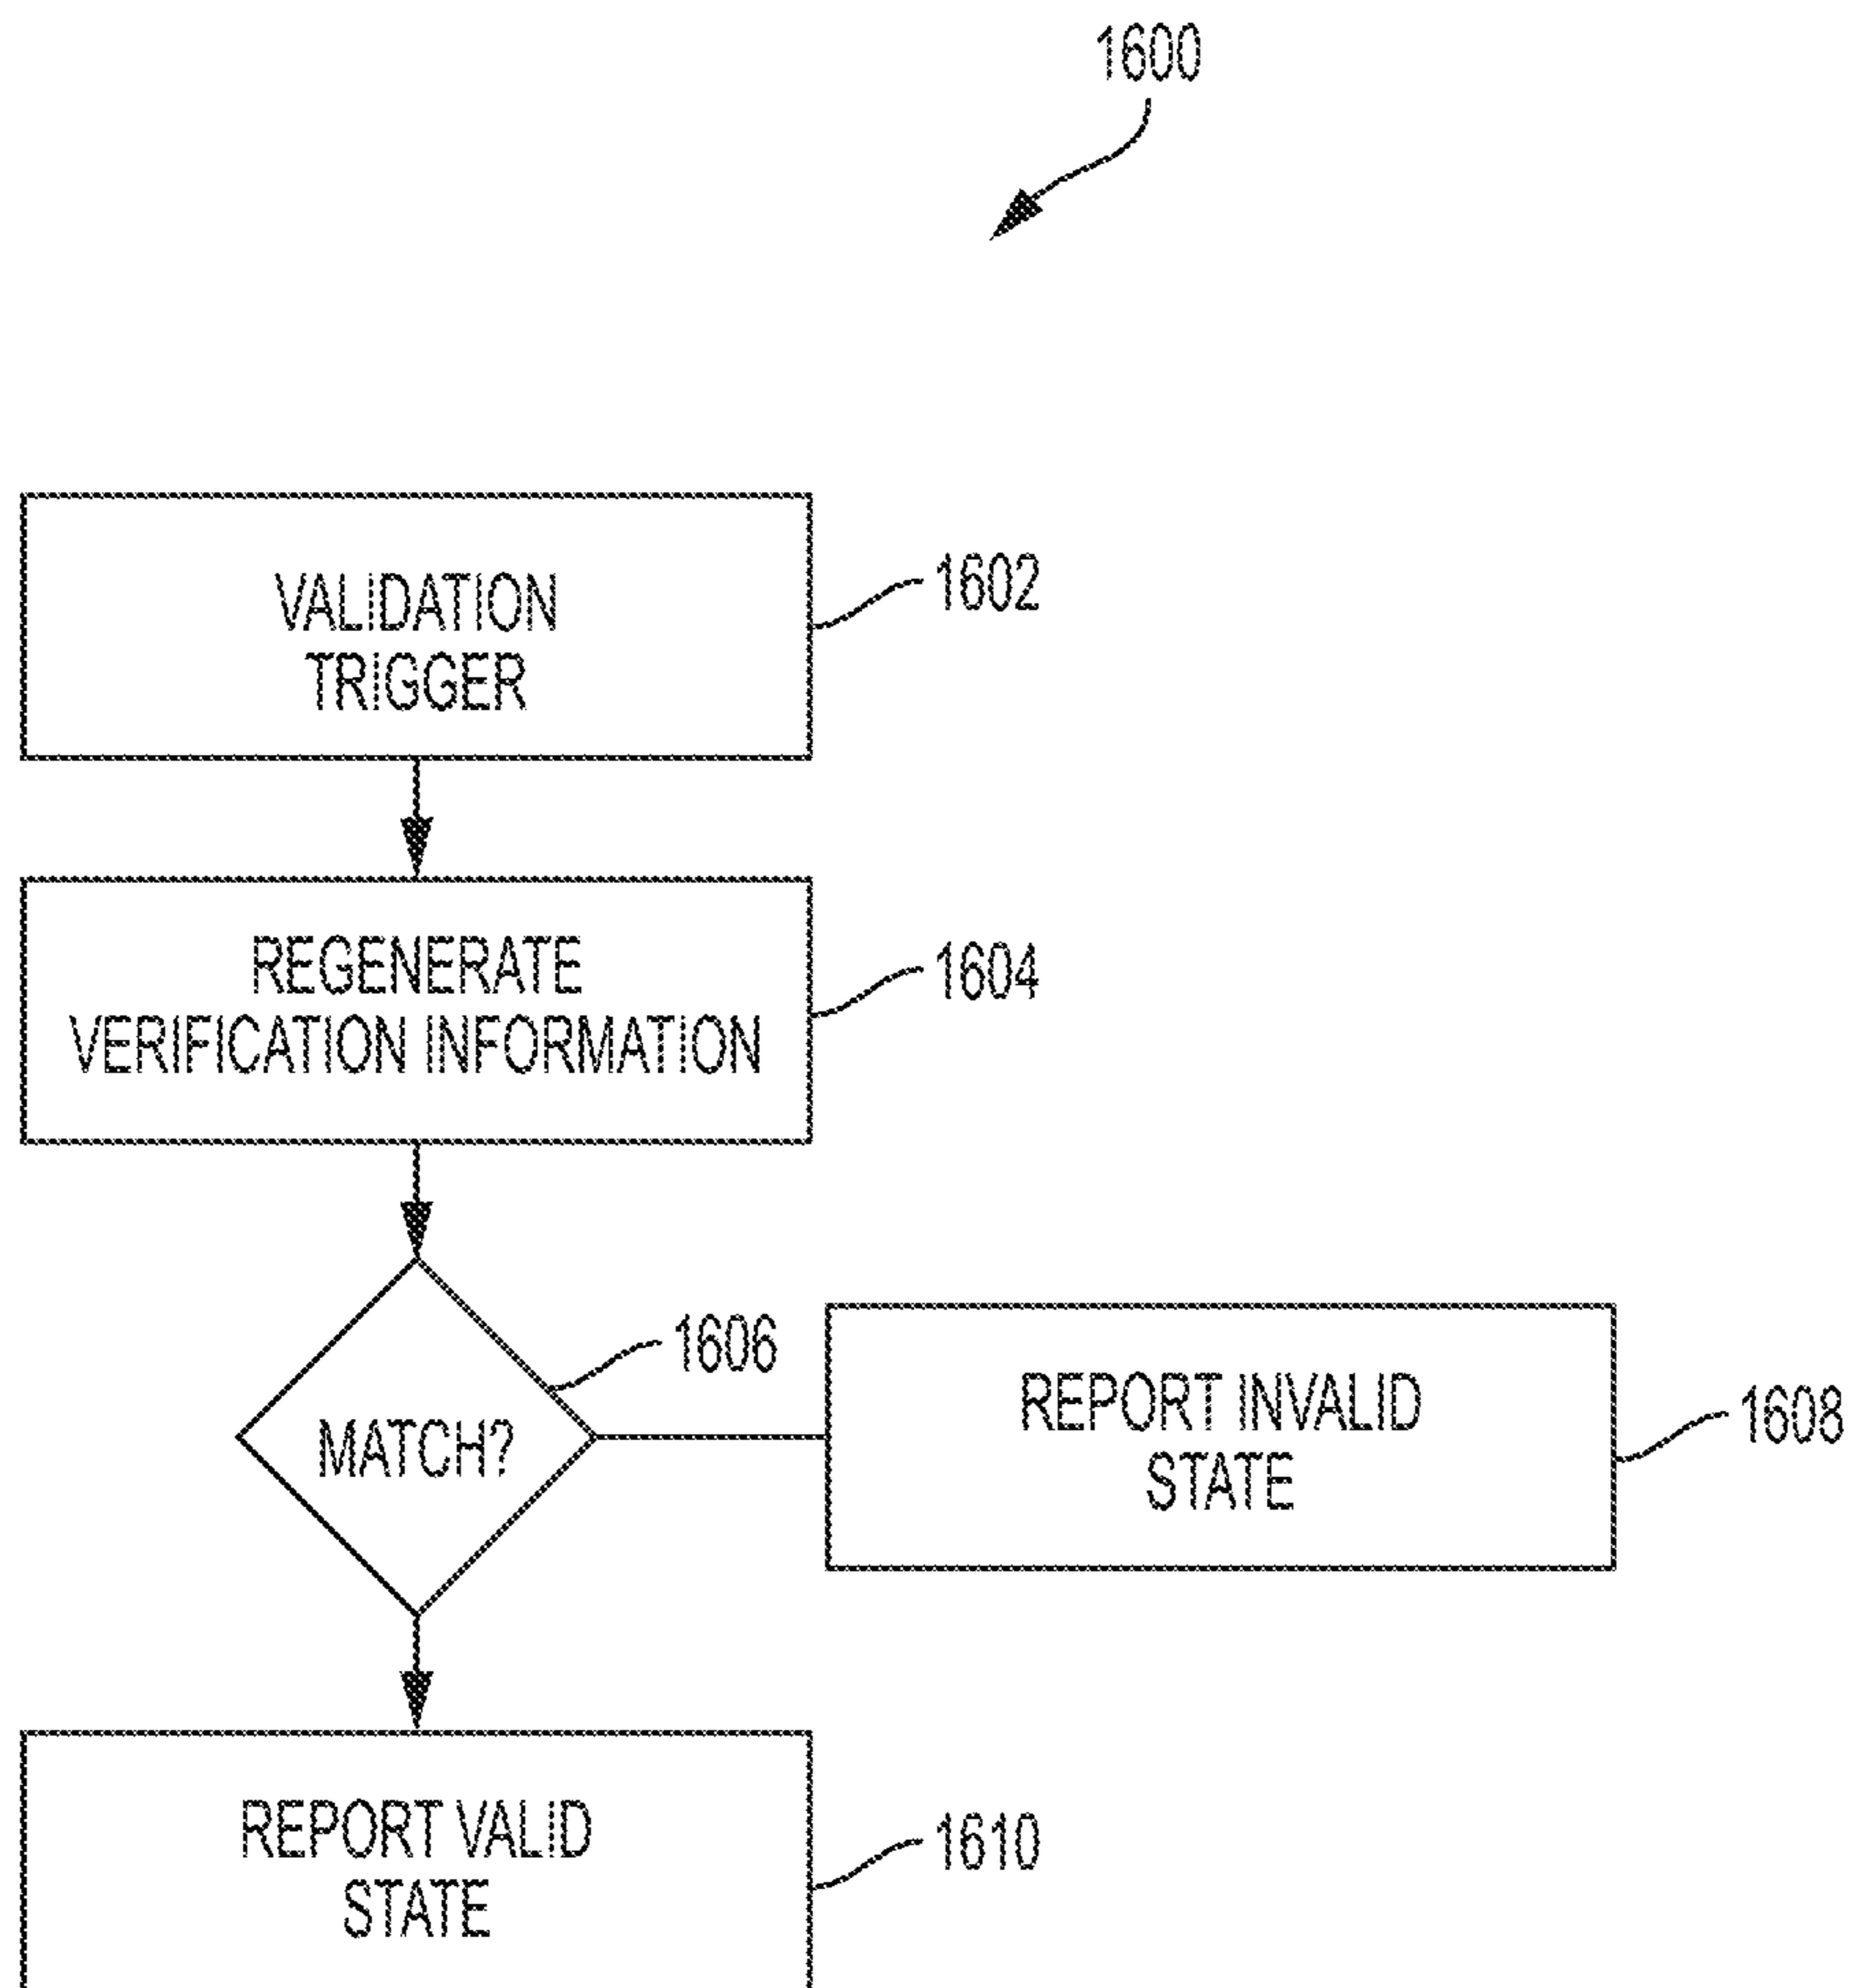 1600
VALIDATION
TRIGGER
1602
REGENERATE
VERIFICATION INFORMATION
1604
MATCH?
1606
REPORT INVALID
STATE
1608
REPORT VALID
STATE
1610